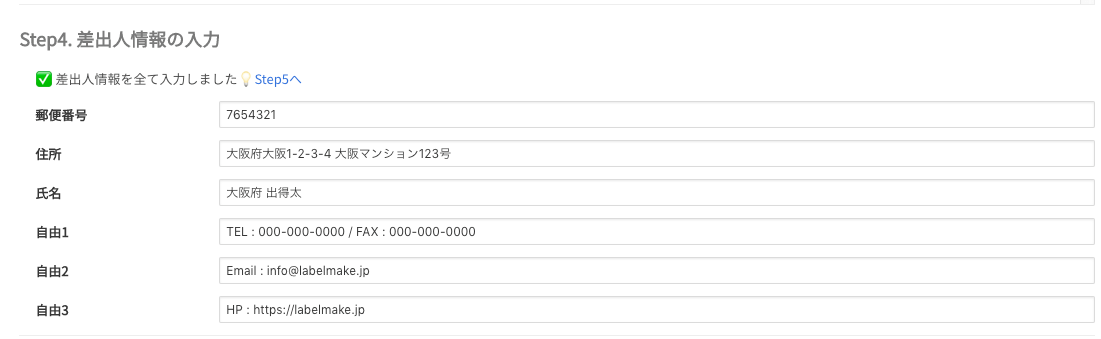 Step4. 差出人情報の入力
✅ 差出人情報を全て入力しました💡Step5へ
郵便番号 7654321
住所 大阪府大阪1-2-3-4 大阪マンション123号
氏名 大阪府 出得太
自由1 TEL : 000-000-0000 / FAX : 000-000-0000
自由2 Email : info@labelmake.jp
自由3 HP : https://labelmake.jp